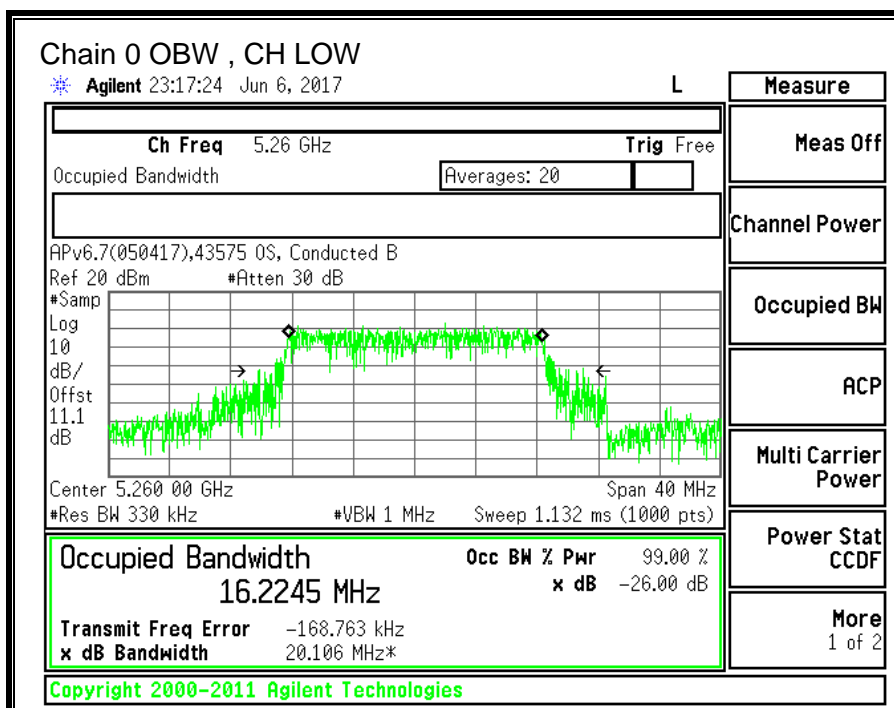 Chain 0 OBW , CH LOW
Agilent 23:17:24 Jun 6, 2017 L
Measure
Ch Freq 5.26 GHz Trig Free
Occupied Bandwidth Averages: 20
APv6.7(050417),43575 OS, Conducted B
Ref 20 dBm #Atten 30 dB
#Samp
Log
10
dB/
Offst
11.1
dB
Center 5.260 00 GHz Span 40 MHz
#Res BW 330 kHz #VBW 1 MHz Sweep 1.132 ms (1000 pts)
Occupied Bandwidth Occ BW % Pwr 99.00 %
16.2245 MHz x dB -26.00 dB
Transmit Freq Error -168.763 kHz
x dB Bandwidth 20.106 MHz*
Copyright 2000-2011 Agilent Technologies
Meas Off
Channel Power
Occupied BW
ACP
Multi Carrier
Power
Power Stat
CCDF
More
1 of 2